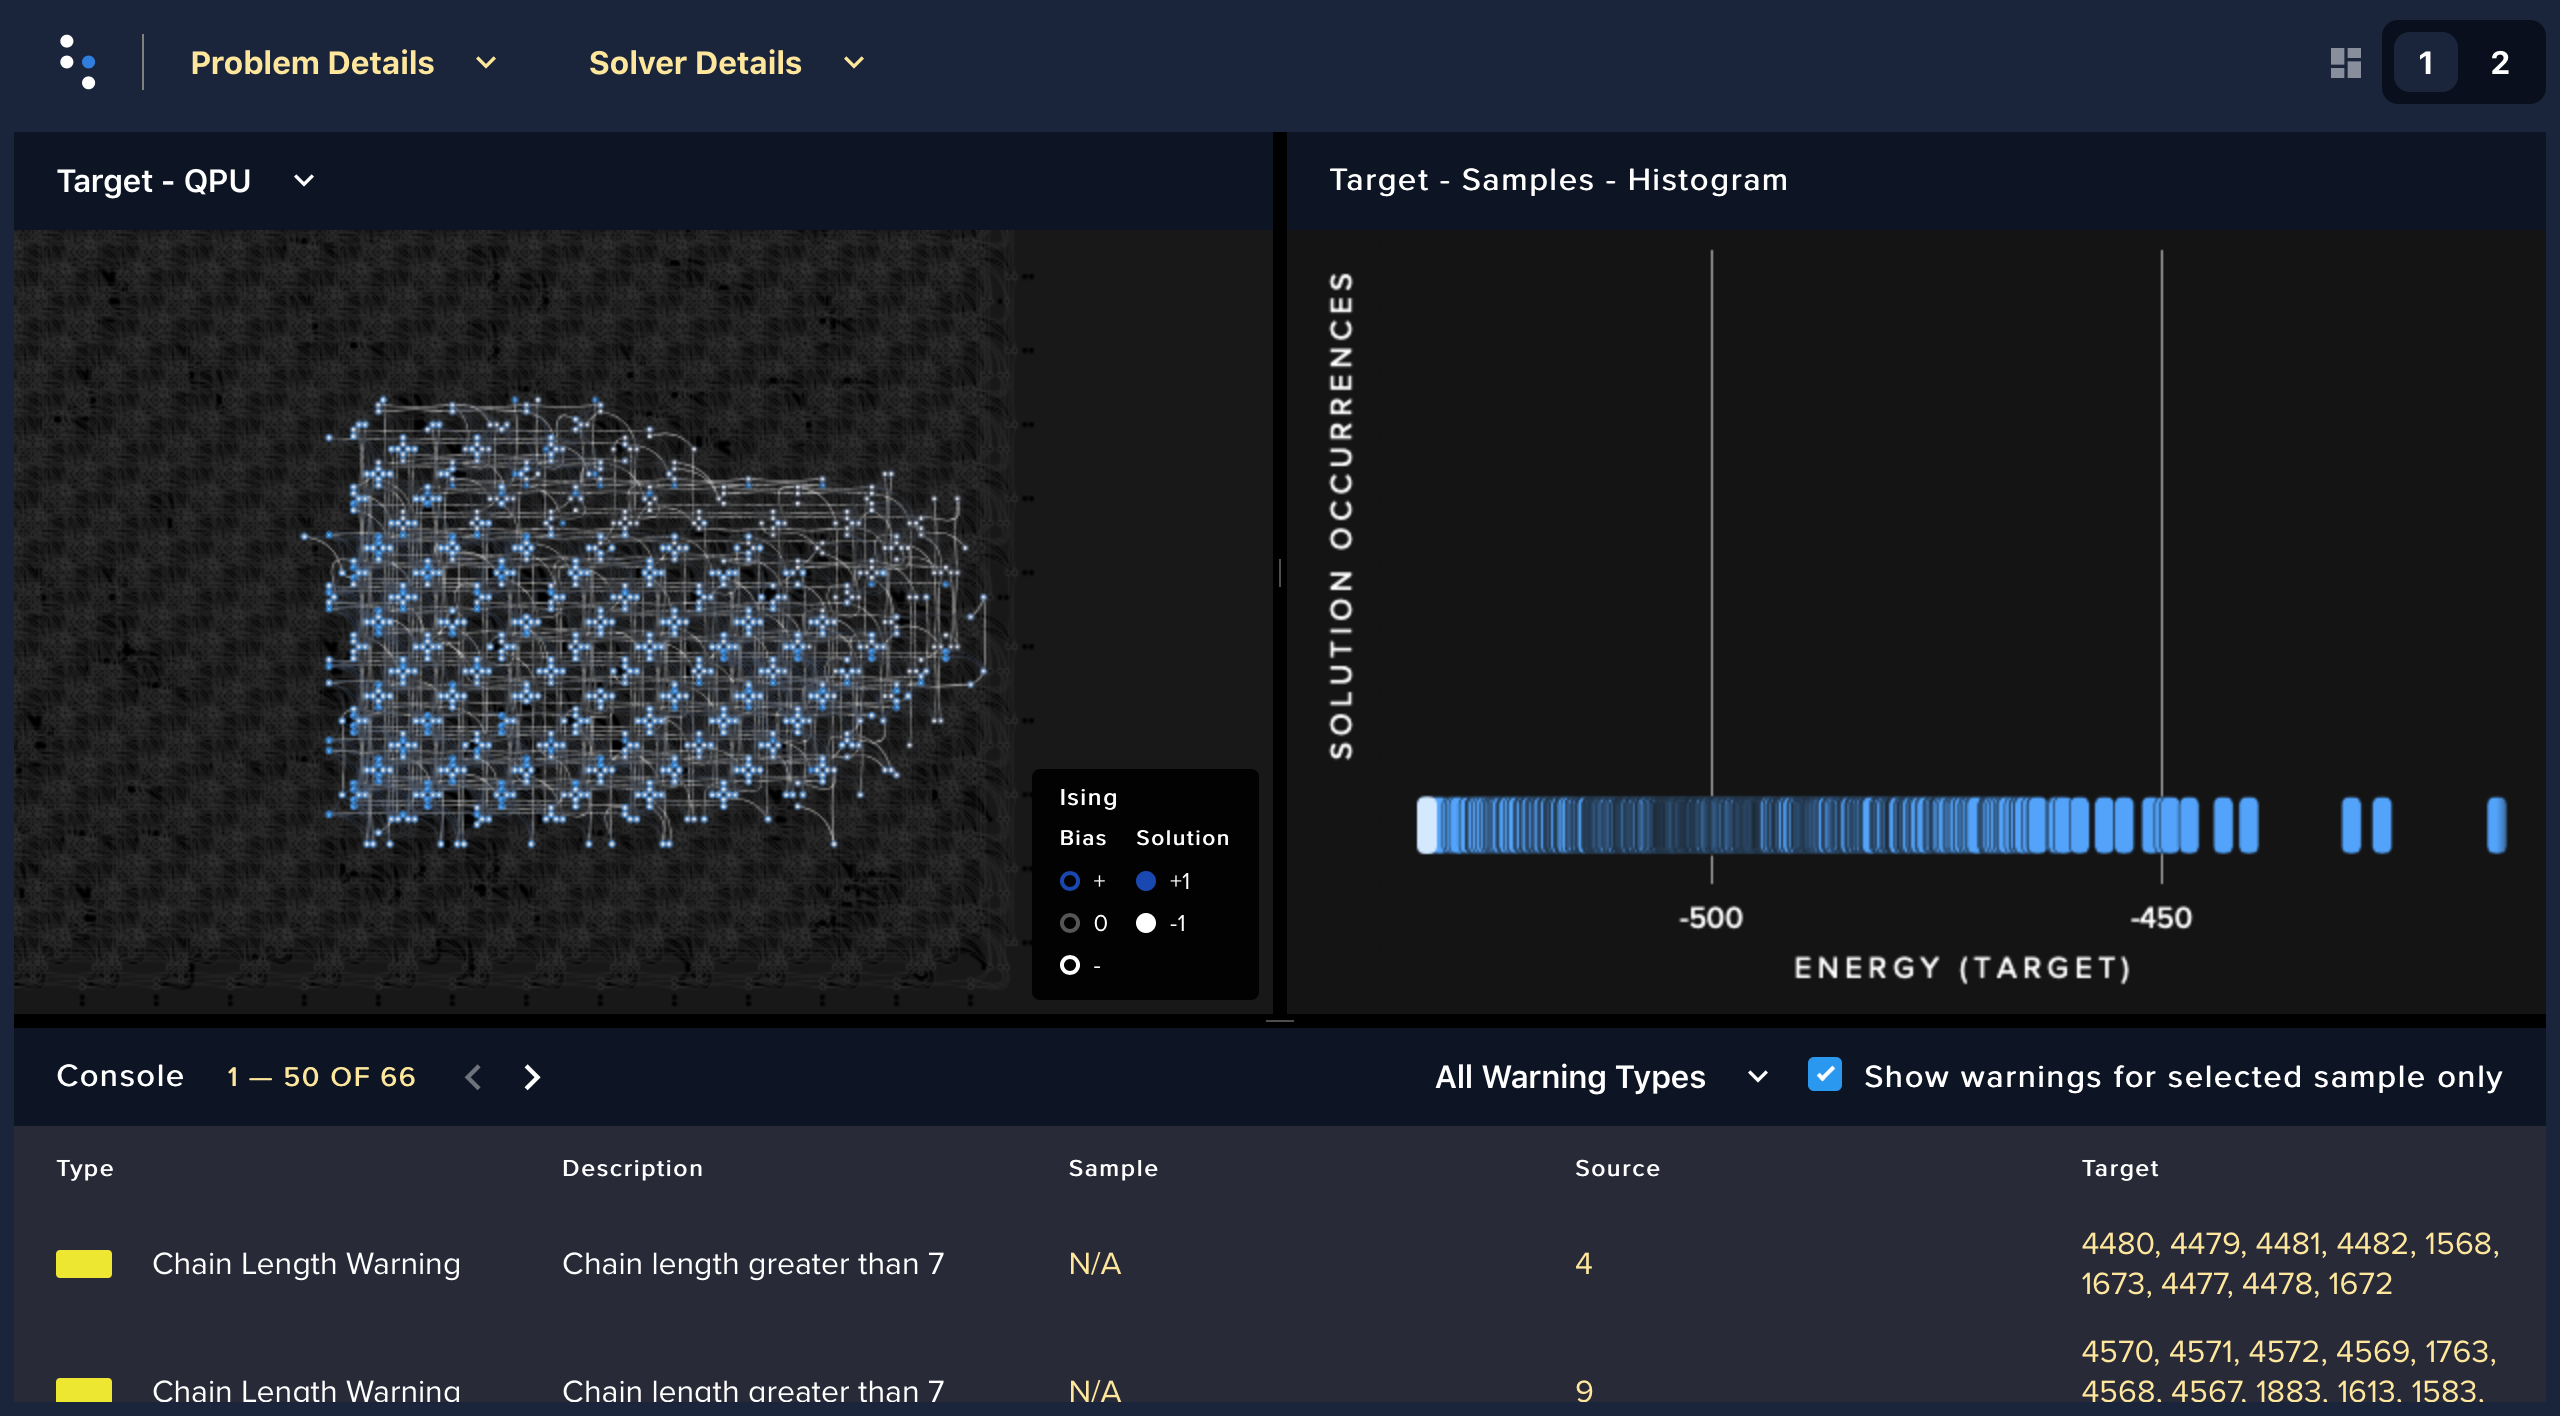 Problem Details
Solver Details
1
2
Target - QPU
Target - Samples - Histogram
SOLUTION OCCURRENCES
-500
-450
ENERGY (TARGET)
Ising
Bias
Solution
+
+1
0
-1
-
Console
1 — 50 OF 66
All Warning Types
Show warnings for selected sample only
Type
Description
Sample
Source
Target
Chain Length Warning
Chain length greater than 7
N/A
4
4480, 4479, 4481, 4482, 1568,
1673, 4477, 4478, 1672
Chain Length Warning
Chain length greater than 7
N/A
9
4570, 4571, 4572, 4569, 1763,
4568, 4567, 1883, 1613, 1583,